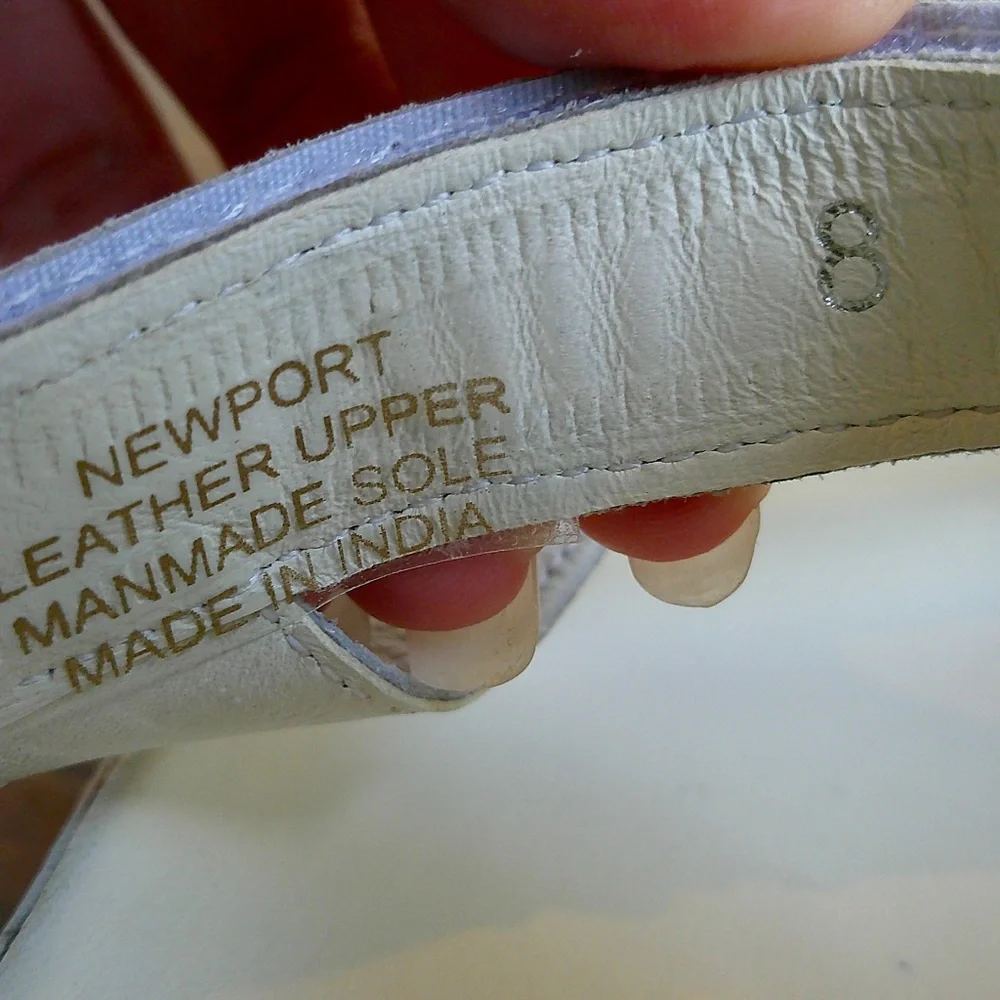 NEWPORT
LEATHER UPPER
MANMADE SOLE
MADE IN INDIA
8